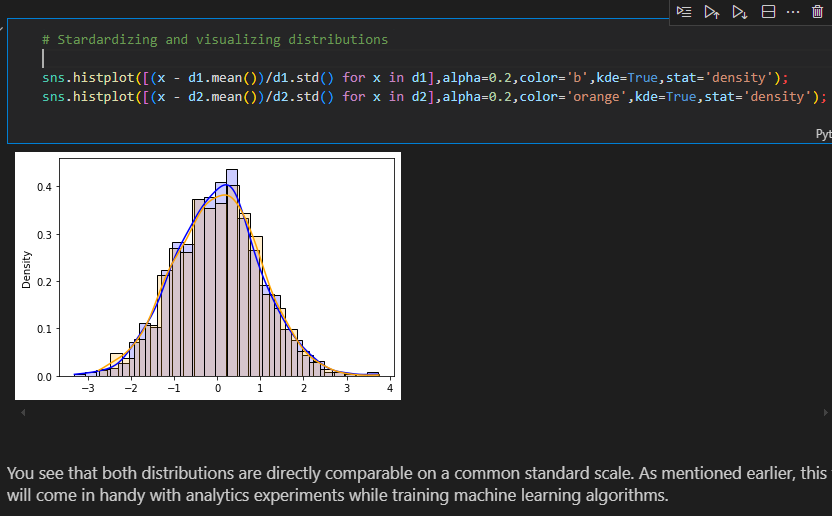 # Stardardizing and visualizing distributions
sns.histplot([(x - d1.mean())/d1.std() for x in d1],alpha=0.2,color='b',kde=True,stat='density');
sns.histplot([(x - d2.mean())/d2.std() for x in d2],alpha=0.2,color='orange',kde=True,stat='density');
Pyt
0.4
0.3
0.2
0.1
0.0
Density
−3 −2 −1 0 1 2 3 4
You see that both distributions are directly comparable on a common standard scale. As mentioned earlier, this
will come in handy with analytics experiments while training machine learning algorithms.